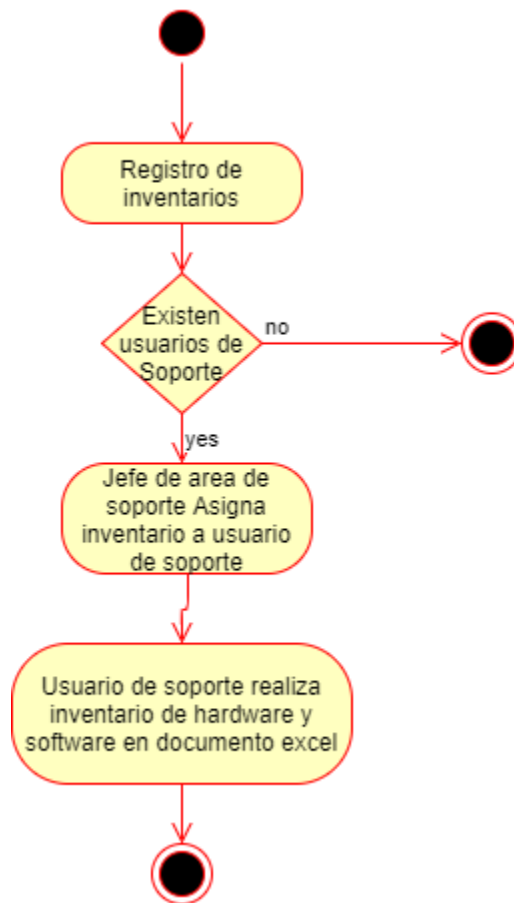 Registro de
inventarios
Existen
usuarios de
Soporte
no
yes
Jefe de area de
soporte Asigna
inventario a usuario
de soporte
Usuario de soporte realiza
inventario de hardware y
software en documento excel